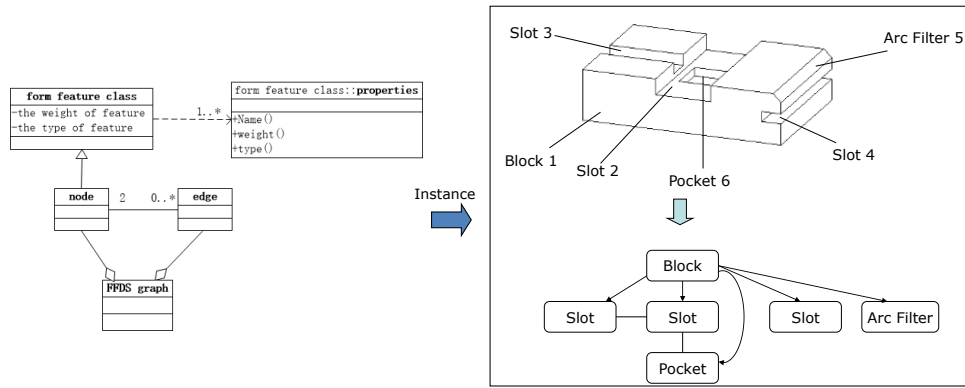 form feature class
-the weight of feature
-the type of feature
1..*
form feature class::properties
+Name()
+weight()
+type()
node
2
0..*
edge
FFDS graph
Instance
Slot 3
Arc Filter 5
Block 1
Slot 2
Slot 4
Pocket 6
Block
Slot
Slot
Slot
Arc Filter
Pocket